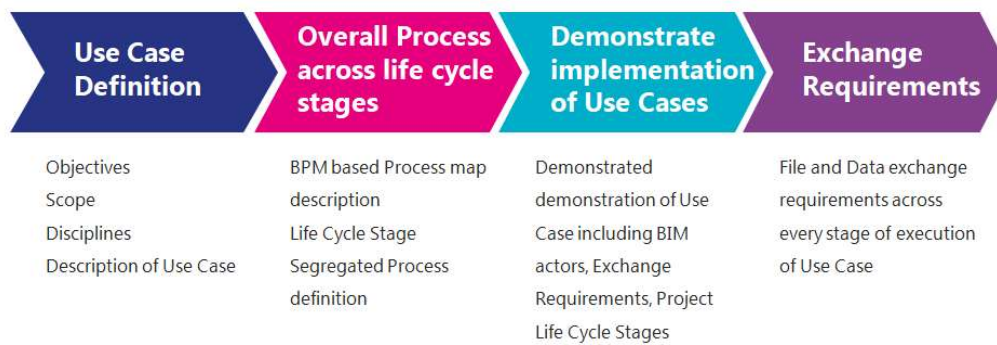 Use Case
Definition
Overall Process
across life cycle
stages
Demonstrate
implementation
of Use Cases
Exchange
Requirements
Objectives
Scope
Disciplines
Description of Use Case
BPM based Process map
description
Life Cycle Stage
Segregated Process
definition
Demonstrated
demonstration of Use
Case including BIM
actors, Exchange
Requirements, Project
Life Cycle Stages
File and Data exchange
requirements across
every stage of execution
of Use Case